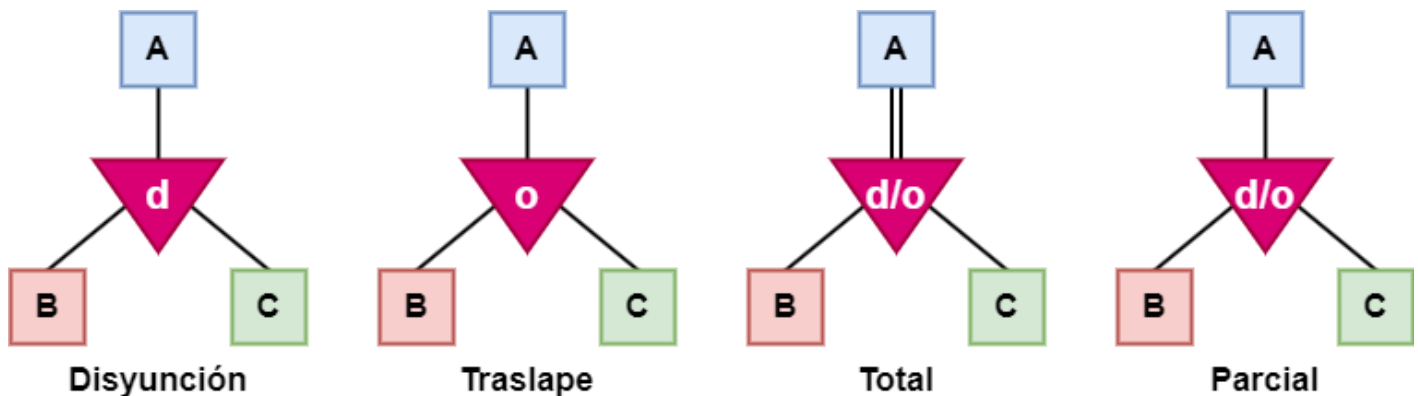 A A A A
d o d/o d/o
B C B C B C B C
Disyunción Traslape Total Parcial